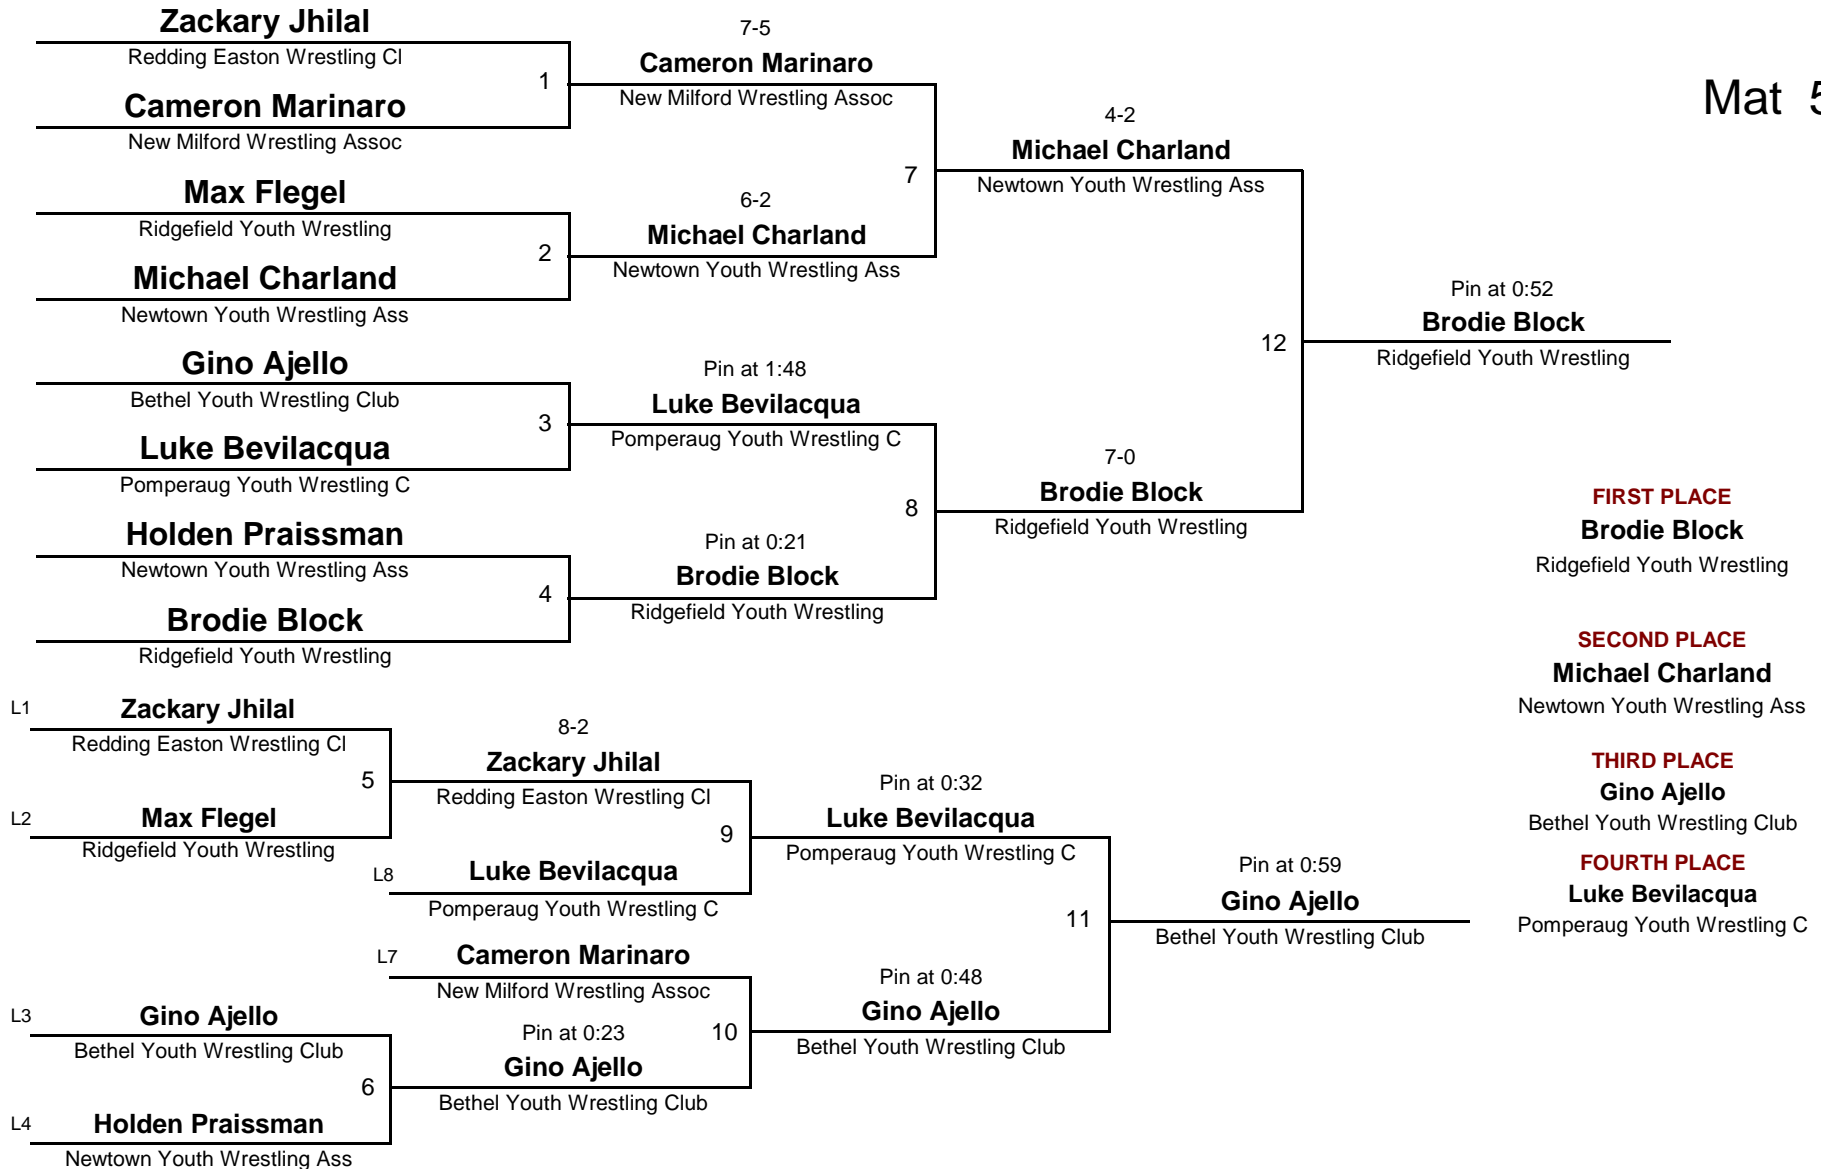 Zackary Jhilal
Redding Easton Wrestling Cl
1
Cameron Marinaro
New Milford Wrestling Assoc
Max Flegel
Ridgefield Youth Wrestling
2
Michael Charland
Newtown Youth Wrestling Ass
Gino Ajello
Bethel Youth Wrestling Club
3
Luke Bevilacqua
Pomperaug Youth Wrestling C
Holden Praissman
Newtown Youth Wrestling Ass
4
Brodie Block
Ridgefield Youth Wrestling
7-5
Cameron Marinaro
New Milford Wrestling Assoc
7
6-2
Michael Charland
Newtown Youth Wrestling Ass
Pin at 1:48
Luke Bevilacqua
Pomperaug Youth Wrestling C
8
Pin at 0:21
Brodie Block
Ridgefield Youth Wrestling
4-2
Michael Charland
Newtown Youth Wrestling Ass
12
7-0
Brodie Block
Ridgefield Youth Wrestling
Pin at 0:52
Brodie Block
Ridgefield Youth Wrestling
Mat 5
FIRST PLACE
Brodie Block
Ridgefield Youth Wrestling
SECOND PLACE
Michael Charland
Newtown Youth Wrestling Ass
THIRD PLACE
Gino Ajello
Bethel Youth Wrestling Club
FOURTH PLACE
Luke Bevilacqua
Pomperaug Youth Wrestling C
L1 Zackary Jhilal
Redding Easton Wrestling Cl
5
L2 Max Flegel
Ridgefield Youth Wrestling
L3 Gino Ajello
Bethel Youth Wrestling Club
6
L4 Holden Praissman
Newtown Youth Wrestling Ass
8-2
Zackary Jhilal
Redding Easton Wrestling Cl
9
L8 Luke Bevilacqua
Pomperaug Youth Wrestling C
L7 Cameron Marinaro
New Milford Wrestling Assoc
10
Pin at 0:23
Gino Ajello
Bethel Youth Wrestling Club
Pin at 0:32
Luke Bevilacqua
Pomperaug Youth Wrestling C
11
Pin at 0:48
Gino Ajello
Bethel Youth Wrestling Club
Pin at 0:59
Gino Ajello
Bethel Youth Wrestling Club